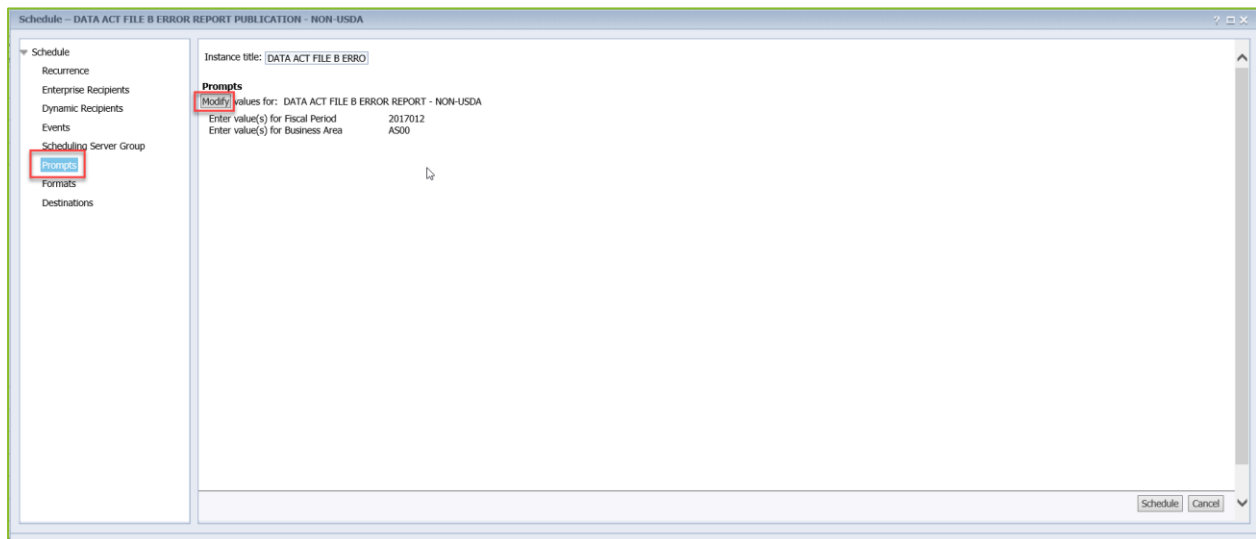 Schedule -- DATA ACT FILE B ERROR REPORT PUBLICATION - NON-USDA
Schedule
Recurrence
Enterprise Recipients
Dynamic Recipients
Events
Scheduling Server Group
Prompts
Formats
Destinations
Instance title: DATA ACT FILE B ERRO
Prompts
Modify values for: DATA ACT FILE B ERROR REPORT - NON-USDA
Enter value(s) for Fiscal Period 2017012
Enter value(s) for Business Area AS00
Schedule Cancel